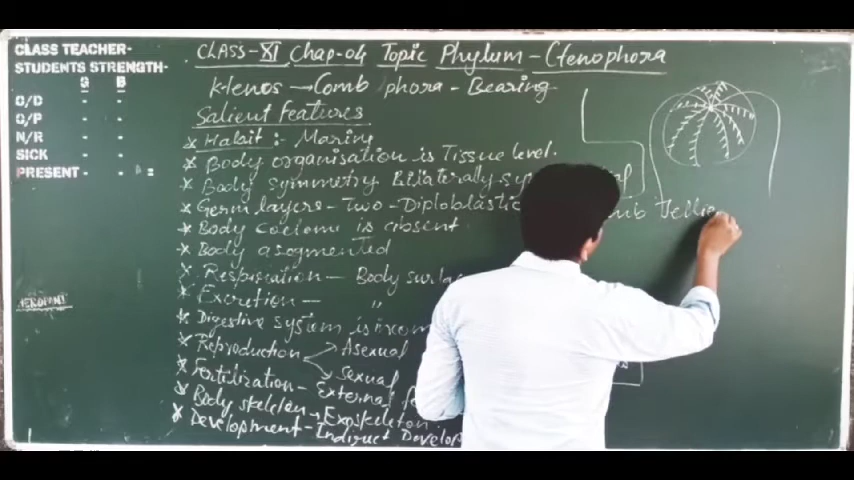 CLASS TEACHER-
STUDENTS STRENGTH-
G B
O/D - -
O/P - -
N/R - -
SICK - -
PRESENT - - =
CLASS-XI Chap-04 Topic Phylum - Ctenophora
Ktenos → Comb phora - Bearing
Salient features
* Habit :- Marine
* Body organisation is Tissue level.
* Body symmetry Bilaterally
* Germ layers - Two - Diploblastic
* Body Coelom is absent
* Body asegmented
* Respiration - Body
* Excretion - "
* Digestive system is
* Reproduction → Asexual
→ Sexual
* Fertilization - External
* Body skeleton → Exoskeleton
* Development - Indirect
Jellie